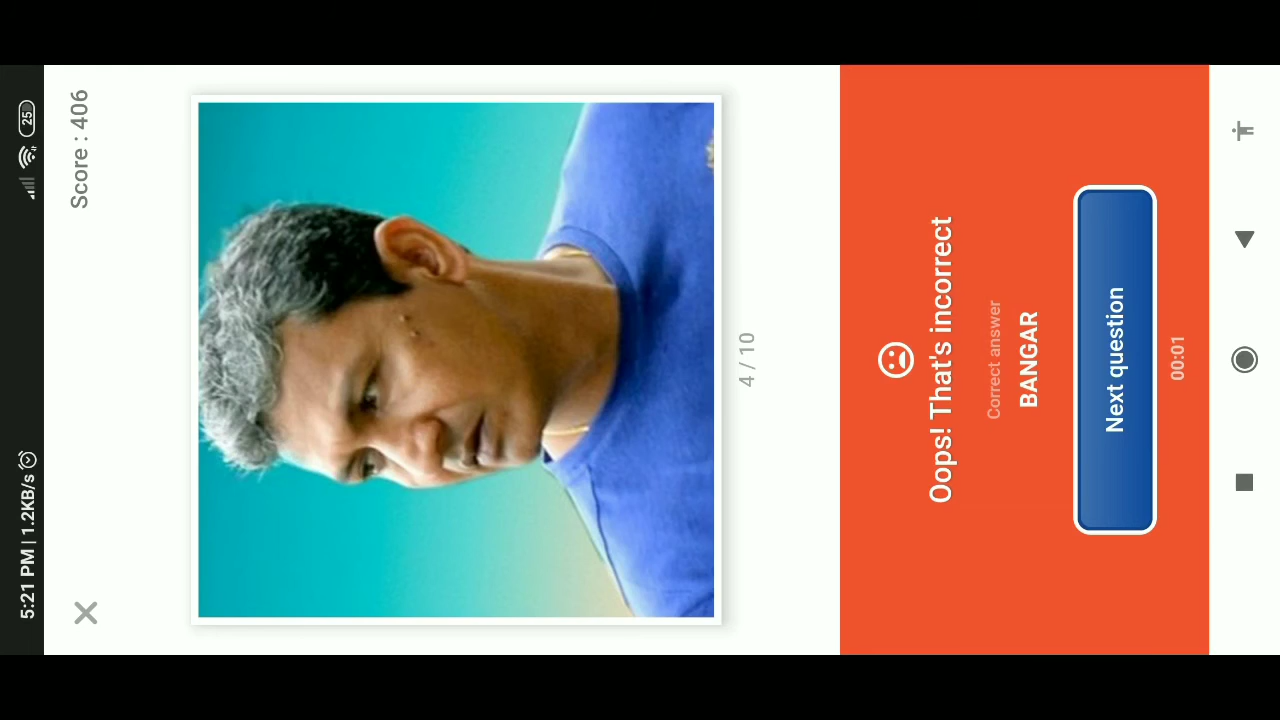 5:21 PM | 1.2KB/s
25
Score : 406
4 / 10
Oops! That's incorrect
Correct answer
BANGAR
Next question
00:01